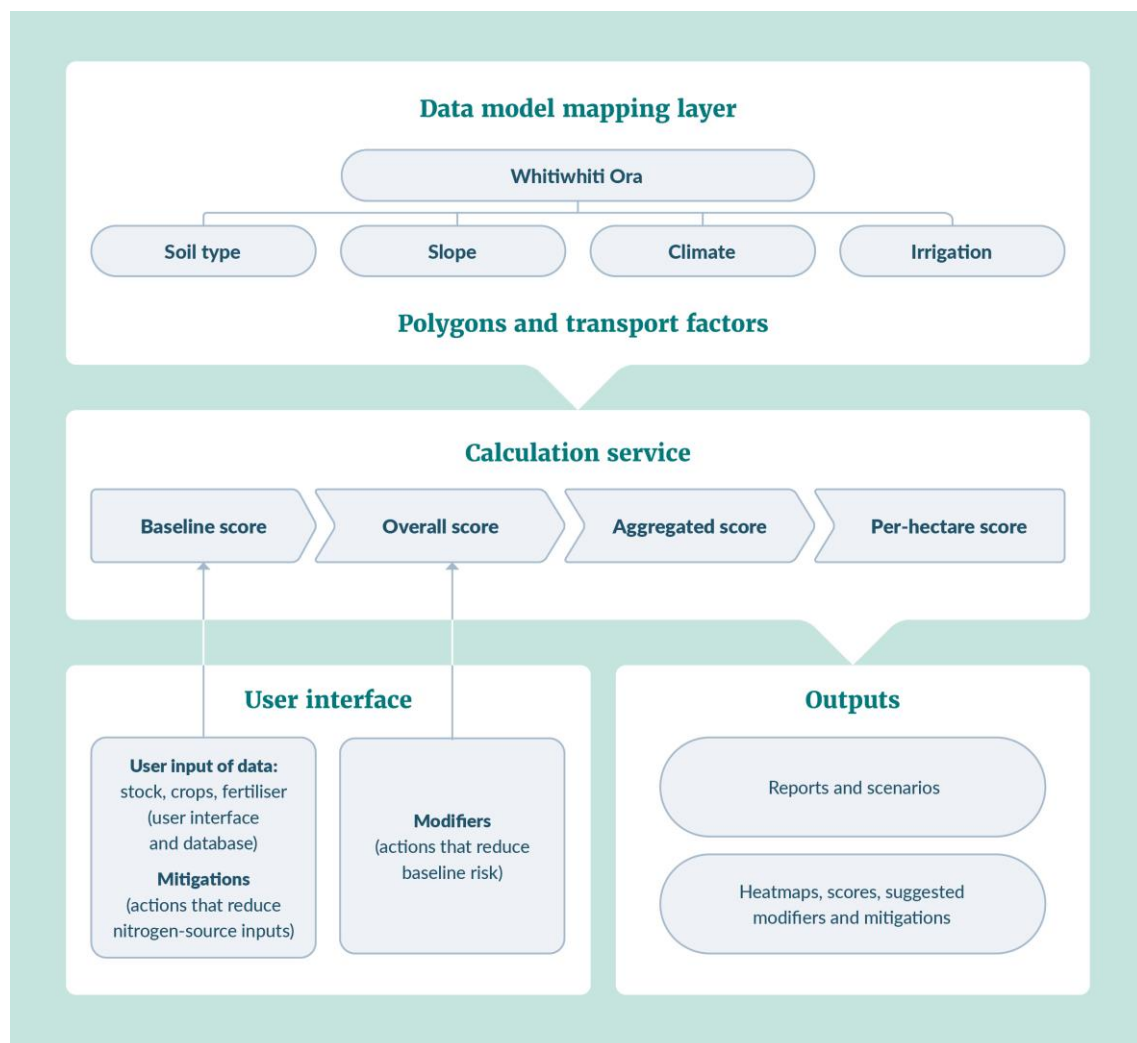 Data model mapping layer
Whitiwhiti Ora
Soil type
Slope
Climate
Irrigation
Polygons and transport factors
Calculation service
Baseline score
Overall score
Aggregated score
Per-hectare score
User interface
User input of data:
stock, crops, fertiliser
(user interface
and database)
Mitigations
(actions that reduce
nitrogen-source inputs)
Modifiers
(actions that reduce
baseline risk)
Outputs
Reports and scenarios
Heatmaps, scores, suggested
modifiers and mitigations